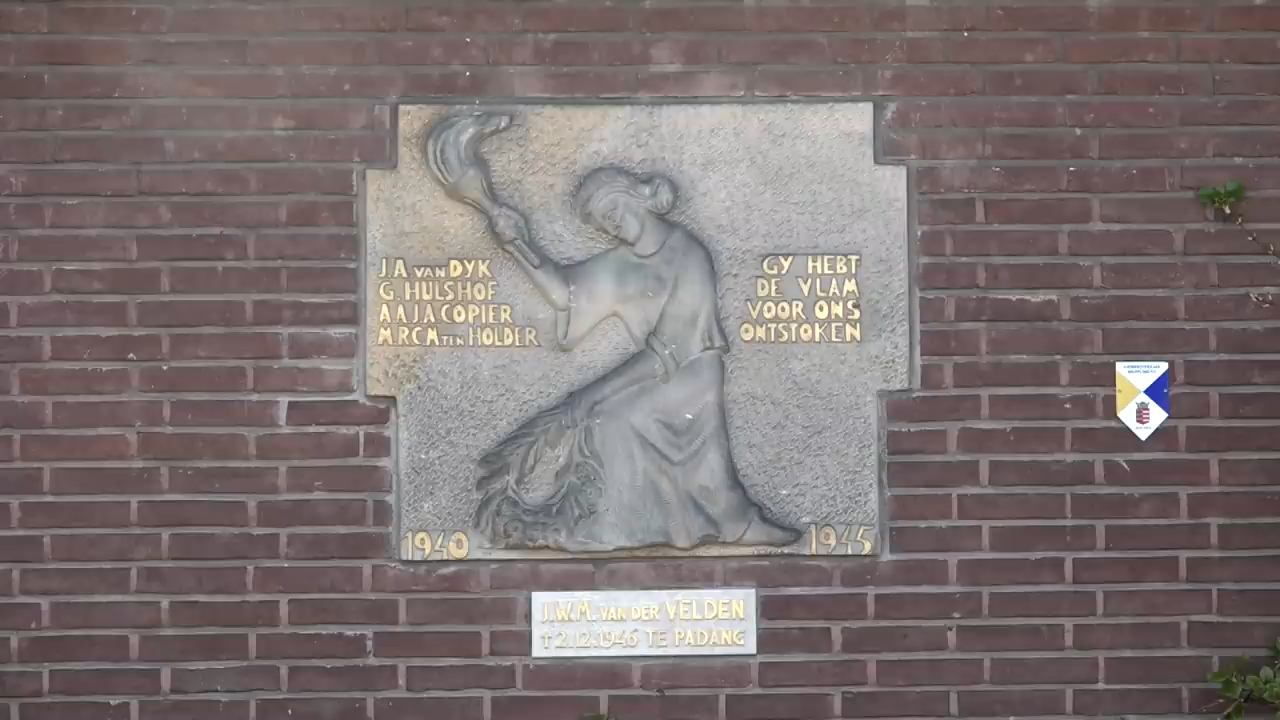 J.A. VAN DYK
G. HULSHOF
A A JACOPIER
M.R.C.M. TEN HOLDER
GY HEBT
DE VLAM
VOOR ONS
ONTSTOKEN
1940
1945
J.W.M. VAN DER VELDEN
† 2.12.1946 TE PADANG